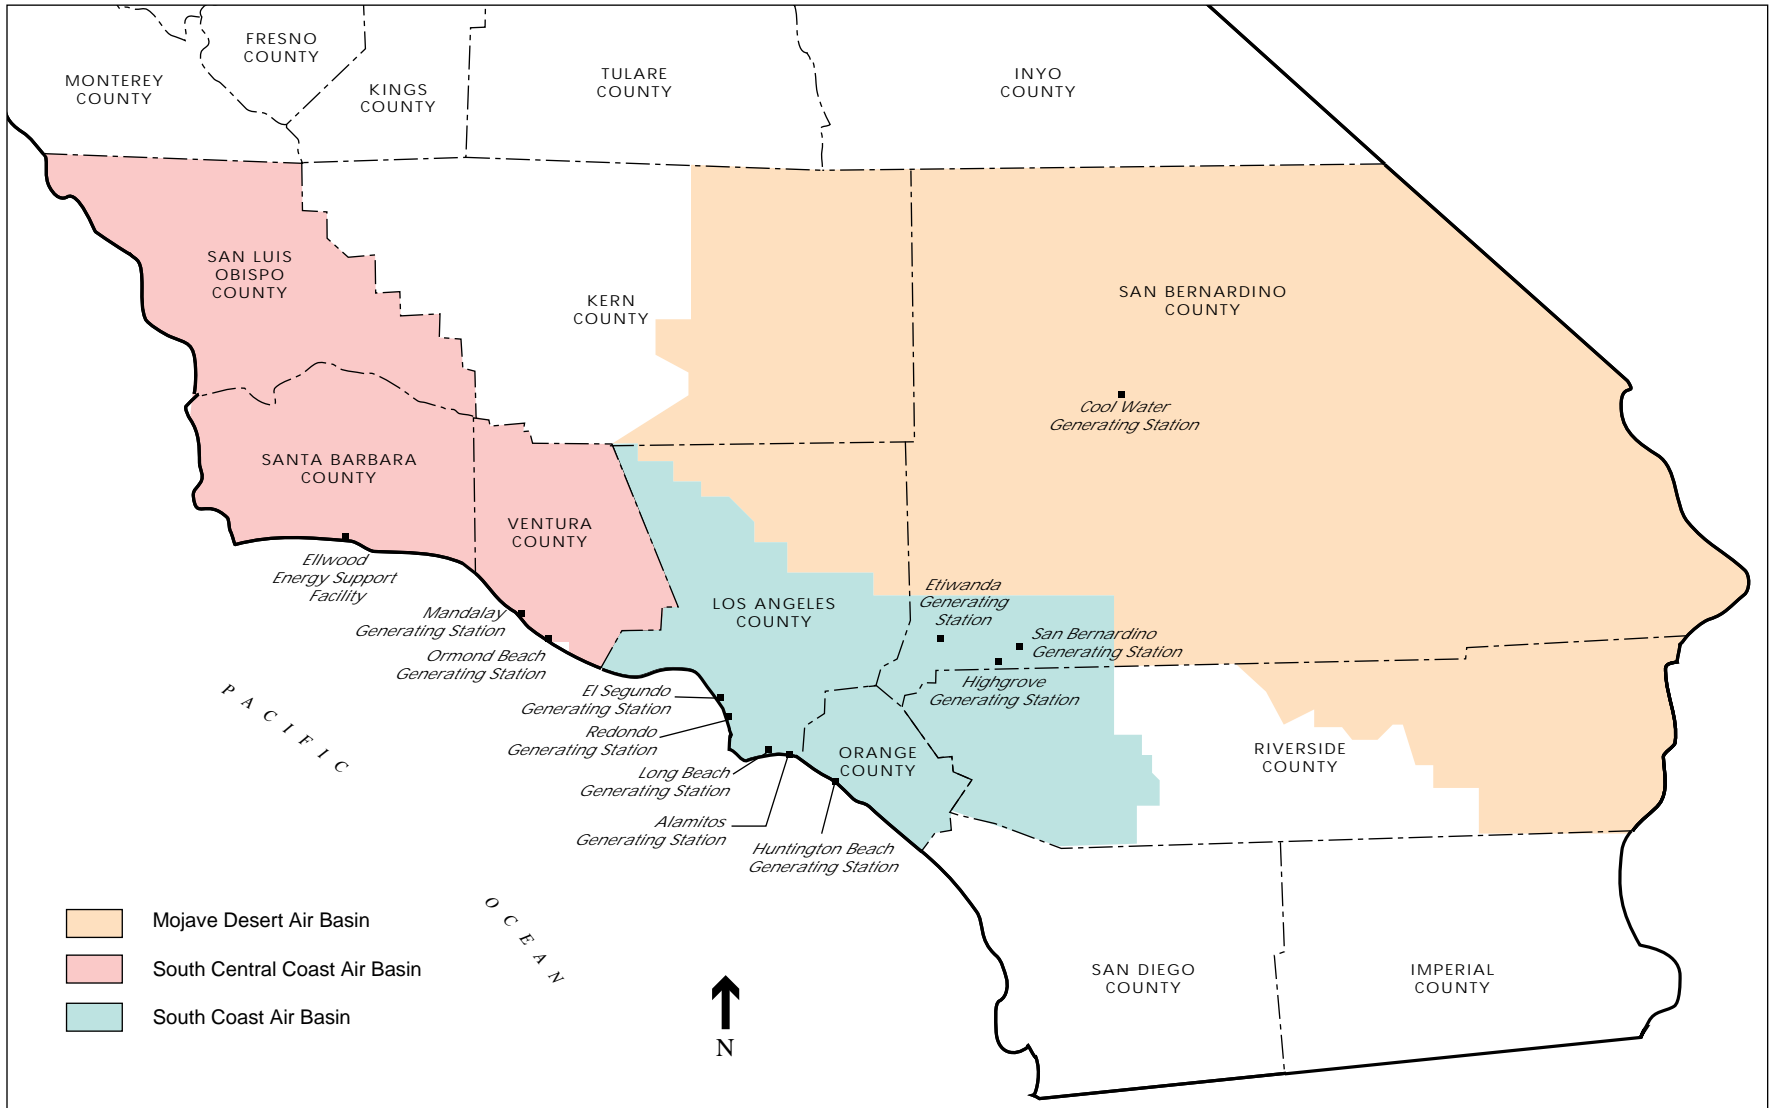 FRESNO
COUNTY
MONTEREY
COUNTY
KINGS
COUNTY
TULARE
COUNTY
INYO
COUNTY
SAN LUIS
OBISPO
COUNTY
KERN
COUNTY
SAN BERNARDINO
COUNTY
Cool Water
Generating Station
SANTA BARBARA
COUNTY
VENTURA
COUNTY
Ellwood
Energy Support
Facility
Mandalay
Generating Station
Ormond Beach
Generating Station
LOS ANGELES
COUNTY
Etiwanda
Generating
Station
San Bernardino
Generating Station
Highgrove
Generating Station
El Segundo
Generating Station
Redondo
Generating Station
Long Beach
Generating Station
Alamitos
Generating Station
Huntington Beach
Generating Station
ORANGE
COUNTY
RIVERSIDE
COUNTY
PACIFIC
OCEAN
Mojave Desert Air Basin
South Central Coast Air Basin
South Coast Air Basin
N
SAN DIEGO
COUNTY
IMPERIAL
COUNTY